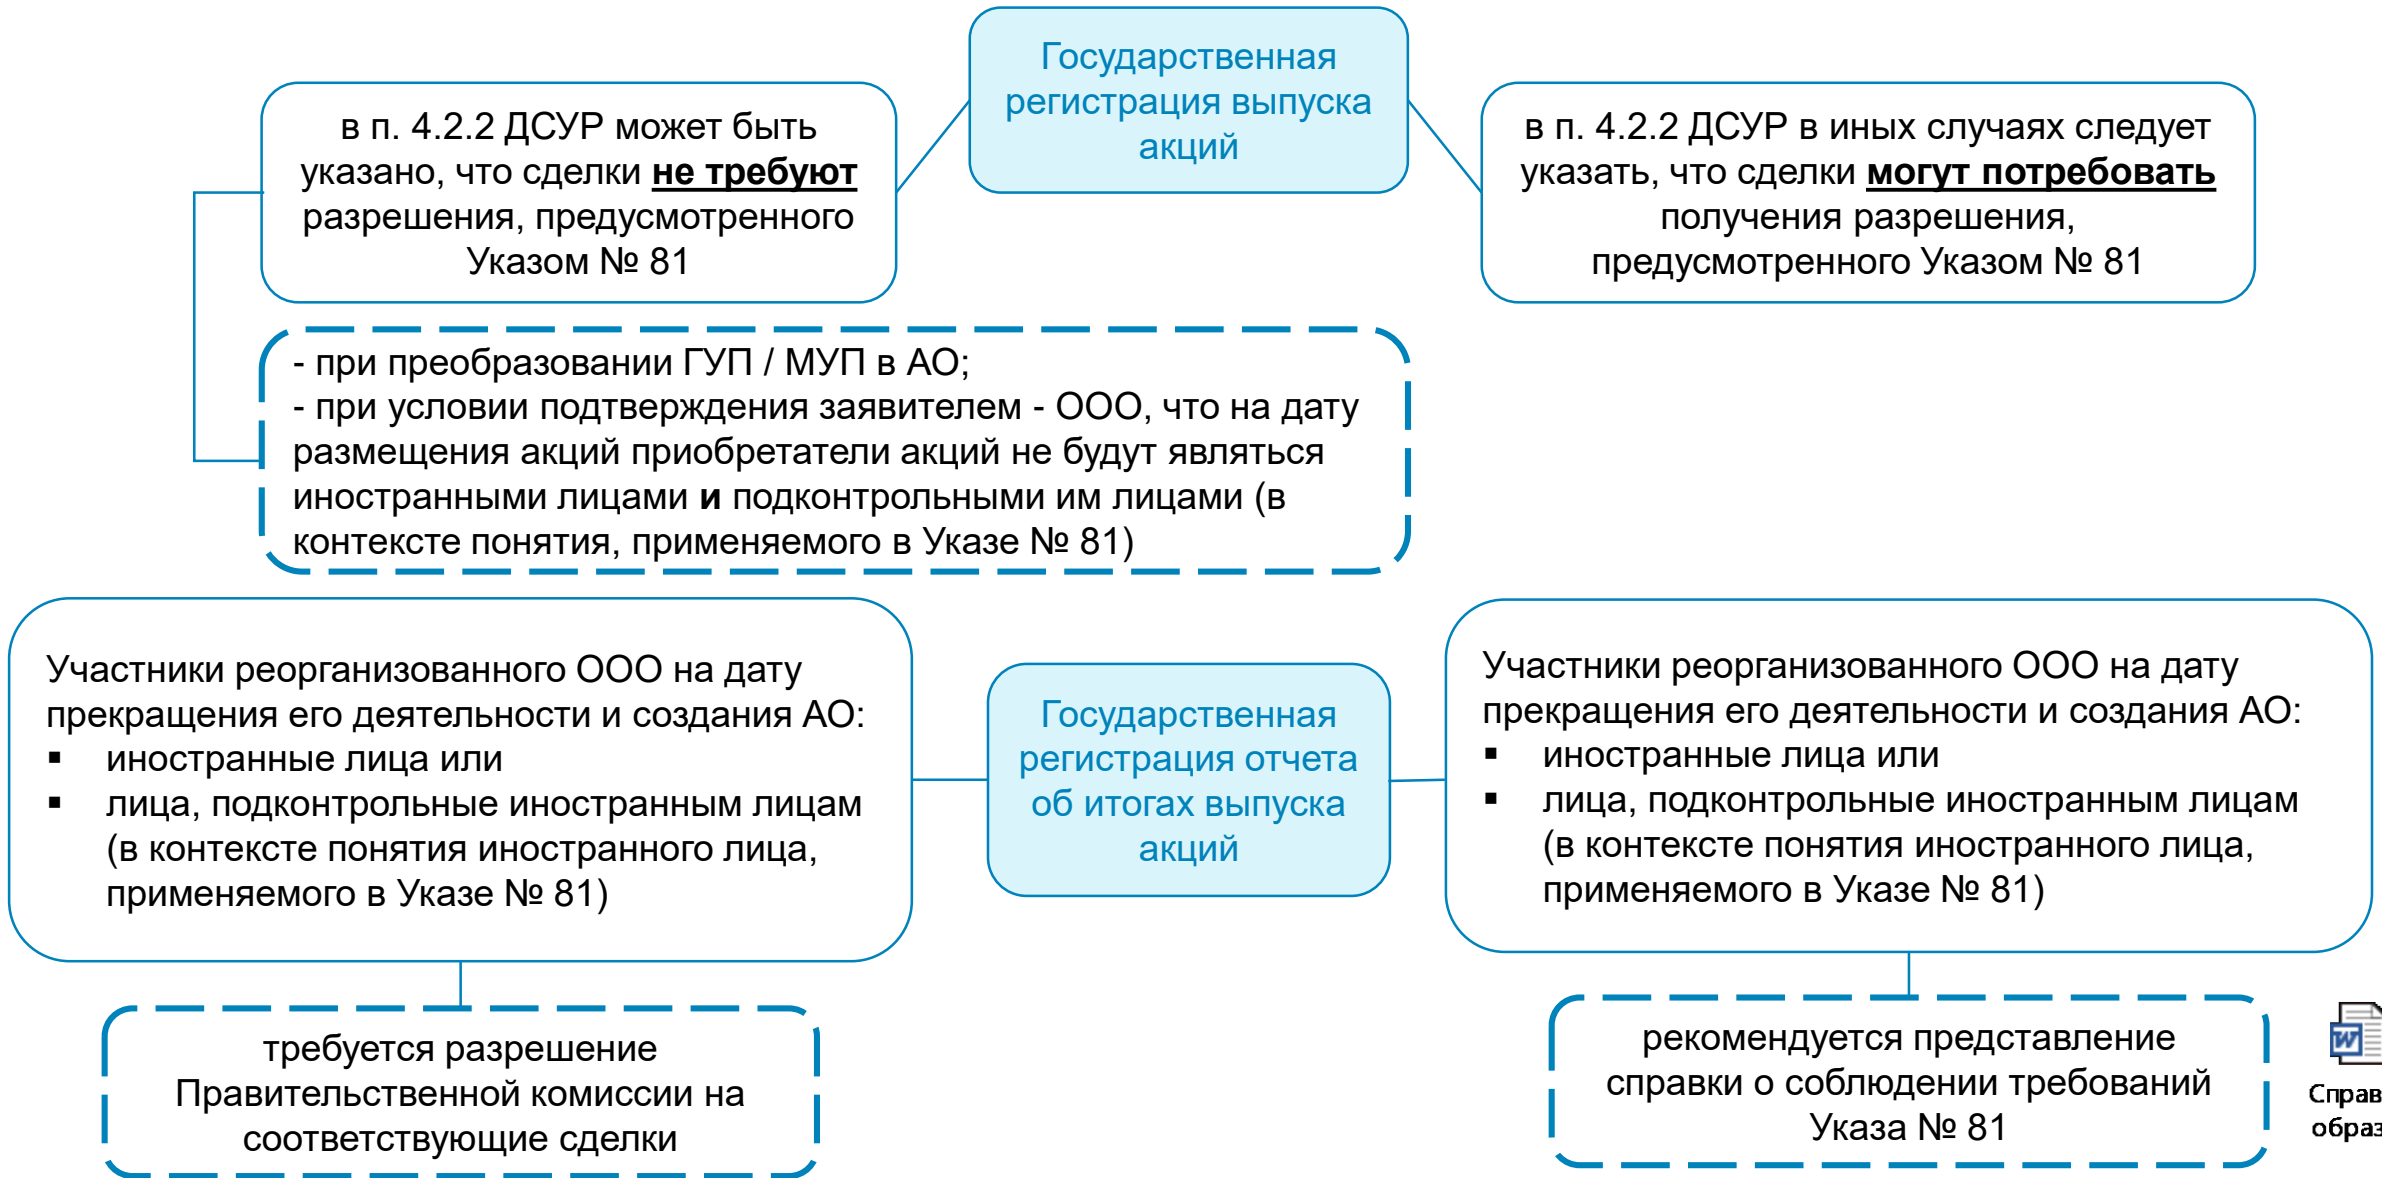 Государственная
регистрация выпуска
акций
в п. 4.2.2 ДСУР может быть
указано, что сделки не требуют
разрешения, предусмотренного
Указом № 81
в п. 4.2.2 ДСУР в иных случаях следует
указать, что сделки могут потребовать
получения разрешения,
предусмотренного Указом № 81
- при преобразовании ГУП / МУП в АО;
- при условии подтверждения заявителем - ООО, что на дату
размещения акций приобретатели акций не будут являться
иностранными лицами и подконтрольными им лицами (в
контексте понятия, применяемого в Указе № 81)
Участники реорганизованного ООО на дату
прекращения его деятельности и создания АО:
▪ иностранные лица или
▪ лица, подконтрольные иностранным лицам
(в контексте понятия иностранного лица,
применяемого в Указе № 81)
Государственная
регистрация отчета
об итогах выпуска
акций
Участники реорганизованного ООО на дату
прекращения его деятельности и создания АО:
▪ иностранные лица или
▪ лица, подконтрольные иностранным лицам
(в контексте понятия иностранного лица,
применяемого в Указе № 81)
требуется разрешение
Правительственной комиссии на
соответствующие сделки
рекомендуется представление
справки о соблюдении требований
Указа № 81